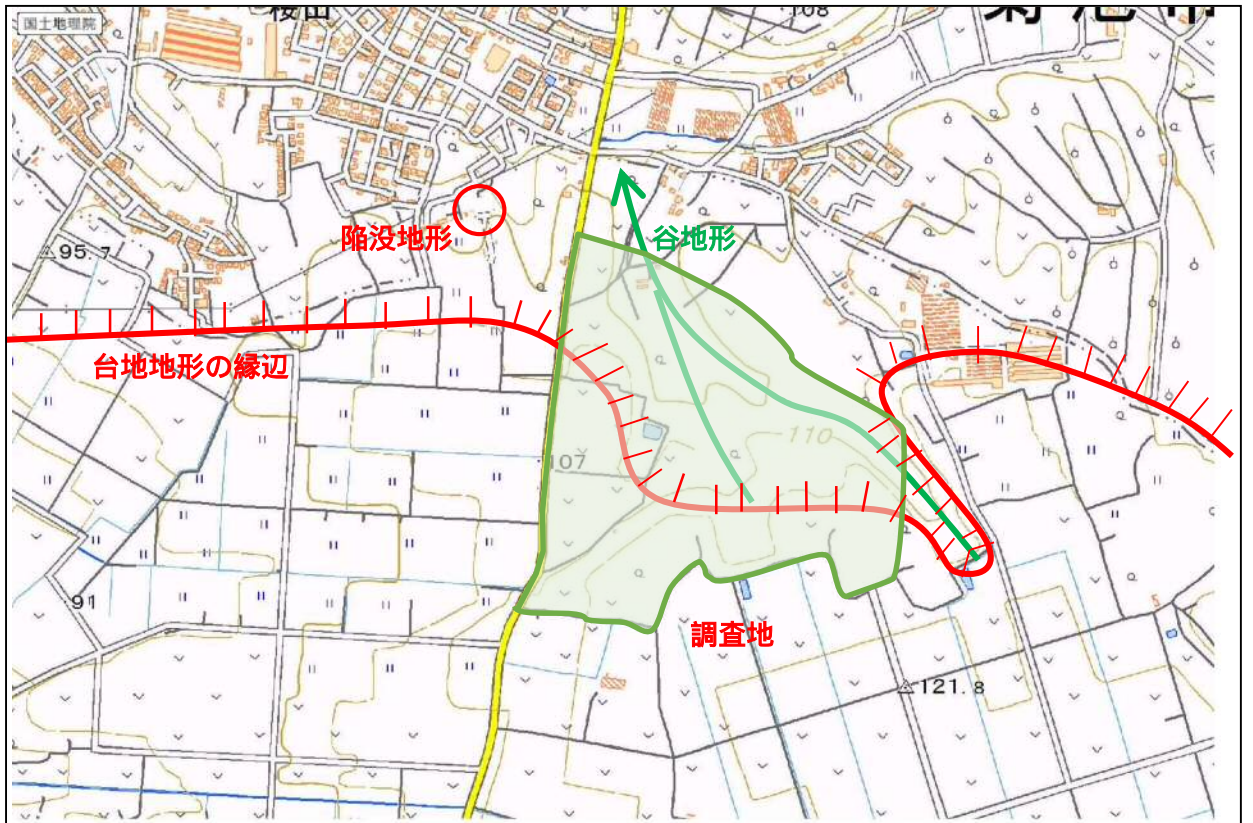 国土地理院
桜山
108
菊池市
陥没地形
谷地形
95.7
台地地形の縁辺
110
107
91
調査地
121.8